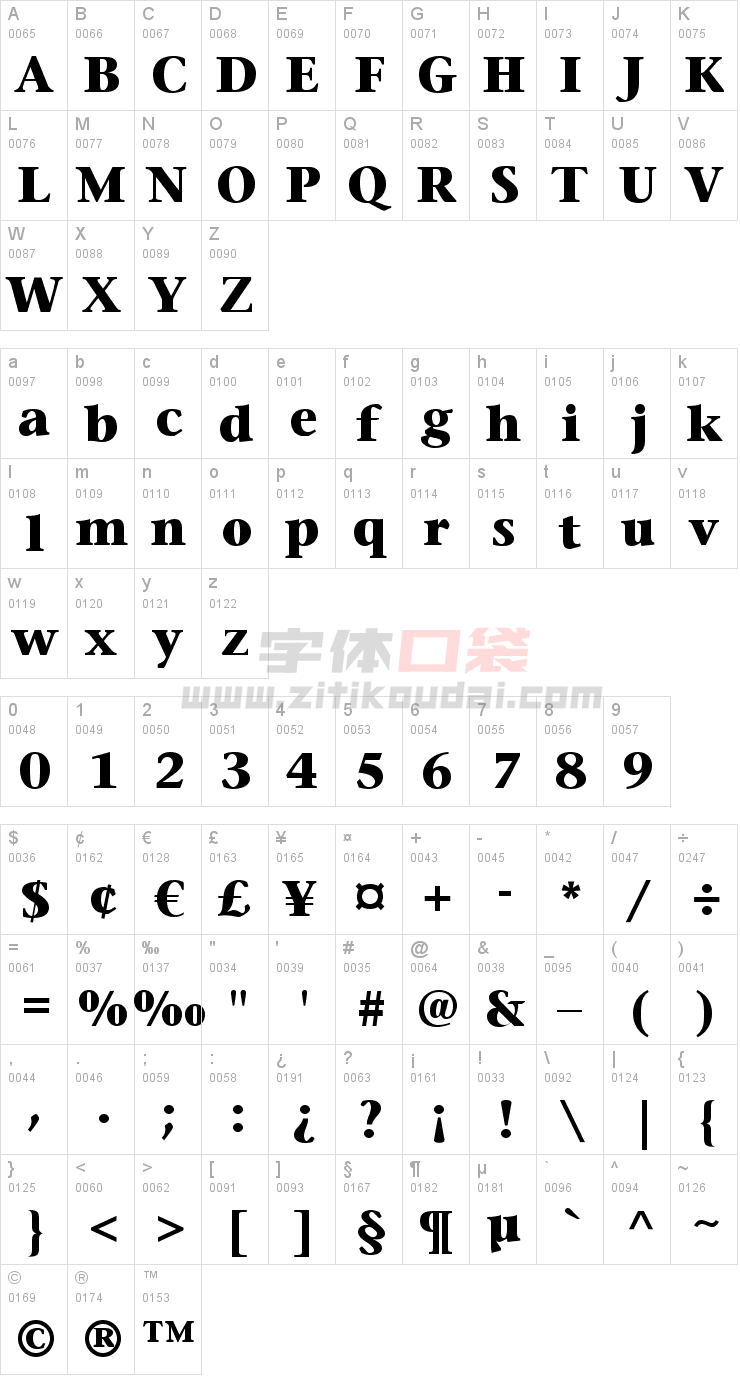 A B C D E F G H I J K
0065 0066 0067 0068 0069 0070 0071 0072 0073 0074 0075
A B C D E F G H I J K
L M N O P Q R S T U V
0076 0077 0078 0079 0080 0081 0082 0083 0084 0085 0086
L M N O P Q R S T U V
W X Y Z
0087 0088 0089 0090
W X Y Z
a b c d e f g h i j k
0097 0098 0099 0100 0101 0102 0103 0104 0105 0106 0107
a b c d e f g h i j k
l m n o p q r s t u v
0108 0109 0110 0111 0112 0113 0114 0115 0116 0117 0118
l m n o p q r s t u v
w x y z
0119 0120 0121 0122
w x y z
字体口袋
www.zitikoudai.com
0 1 2 3 4 5 6 7 8 9
0048 0049 0050 0051 0052 0053 0054 0055 0056 0057
0 1 2 3 4 5 6 7 8 9
$ ¢ € £ ¥ ¤ + - * / ÷
0036 0162 0128 0163 0165 0164 0043 0045 0042 0047 0247
$ ¢ € £ ¥ ¤ + - * / ÷
= % ‰ " ' # @ & _ ( )
0061 0037 0137 0034 0039 0035 0064 0038 0095 0040 0041
= % ‰ " ' # @ & _ ( )
, . ; : ¿ ? ¡ ! \ | {
0044 0046 0059 0058 0191 0063 0161 0033 0092 0124 0123
, . ; : ¿ ? ¡ ! \ | {
} < > [ ] § ¶ µ ` ^ ~
0125 0060 0062 0091 0093 0167 0182 0181 0096 0094 0126
} < > [ ] § ¶ µ ` ^ ~
© ® ™
0169 0174 0153
© ® ™